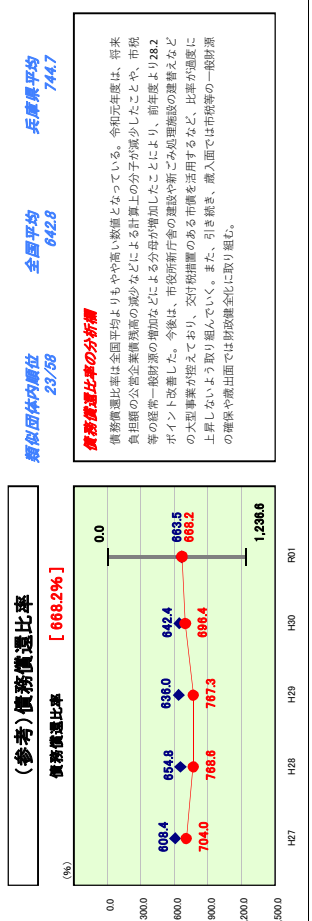 (参考)債務償還比率
債務償還比率 [ 668.2% ]
類似団体内順位 全国平均 兵庫県平均
23/58 642.8 744.7
(%)
0.0
300.0
600.0
900.0
,200.0
,500.0
608.4 654.8 636.0 642.4 663.5
704.0 768.6 767.3 696.4 668.2
0.0
1,236.6
H27 H28 H29 H30 R01
債務償還比率の分析欄
債務償還比率は全国平均よりもやや高い数値となっている。令和元年度は、将来
負担額の公営企業債残高の減少などによる計算上の分子が減少したことや、市税
等の経常一般財源の増加などによる分母が増加したことにより、前年度より28.2
ポイント改善した。今後は、市役所新庁舎の建設や新ごみ処理施設の建替えなど
の大型事業が控えており、交付税措置のある市債を活用するなど、比率が過度に
上昇しないよう取り組んでいく。また、引き続き、歳入面では市税等の一般財源
の確保や歳出面では財政健全化に取り組む。